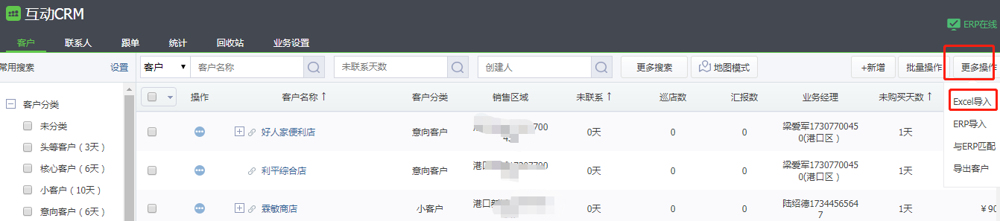 互动CRM
ERP在线
客户 联系人 跟单 统计 回收站 业务设置
常用搜索 设置 客户 客户名称 未联系天数 创建人 更多搜索 地图模式 +新增 批量操作 更多操作
操作 客户名称↑ 客户分类 销售区域 未联系↑ 巡店数 汇报数 业务经理 未购买天数↑
Excel导入
ERP导入
与ERP匹配
导出客户
客户分类
未分类
头等客户（3天）
核心客户（6天）
小客户（10天）
意向客户（6天）
好人家便利店 意向客户 700 0天 0 0 梁爱军1730770045
0(港口区) 1天
利平综合店 意向客户 港口 0天 0 0 梁爱军1730770045
0(港口区) 1天
霖敏商店 小客户 港口 0天 0 0 陆绍德1734456564
7 1天 ￥90